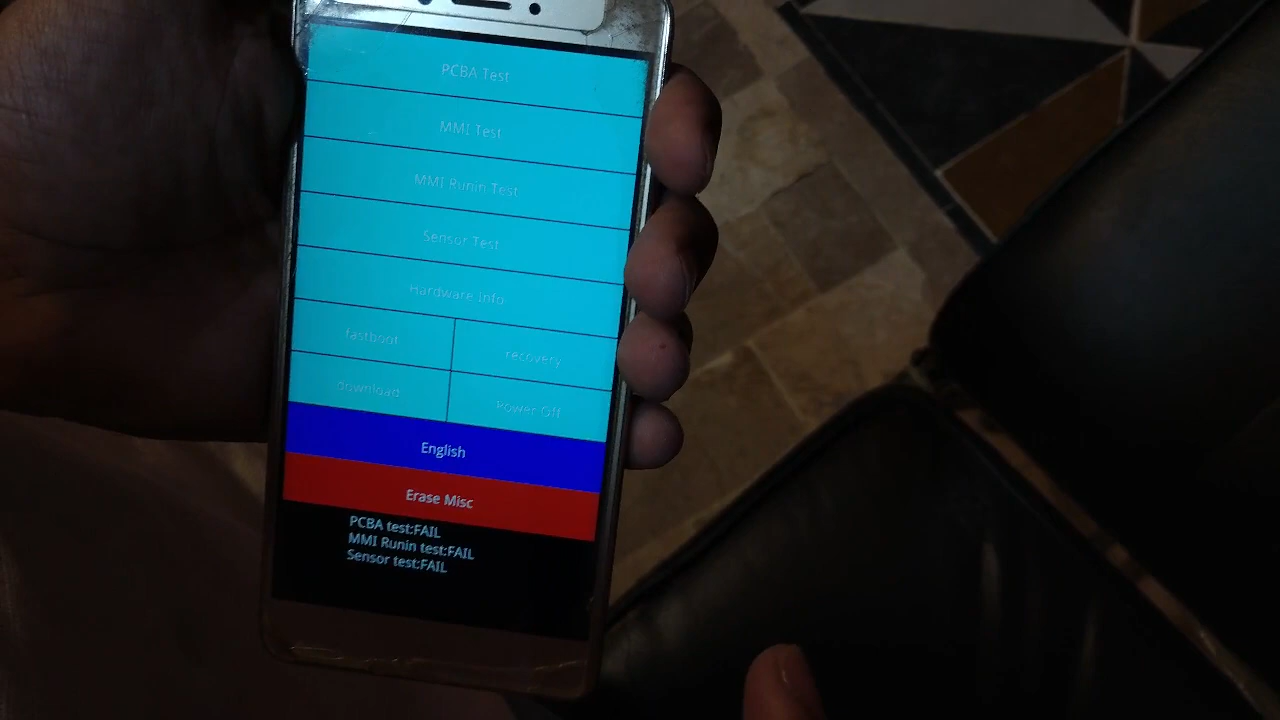 PCBA Test
MMI Test
MMI Runin Test
Sensor Test
Hardware Info
fastboot
recovery
download
Power Off
English
Erase Misc
PCBA test:FAIL
MMI Runin test:FAIL
Sensor test:FAIL